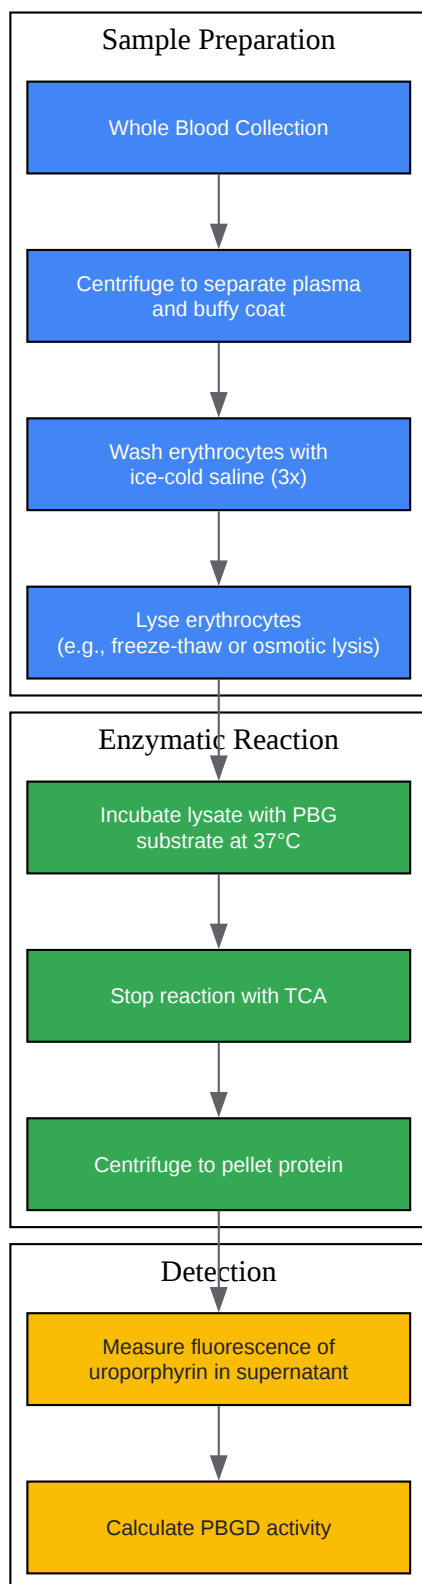 Sample Preparation
Whole Blood Collection
Centrifuge to separate plasma
and buffy coat
Wash erythrocytes with
ice-cold saline (3x)
Lyse erythrocytes
(e.g., freeze-thaw or osmotic lysis)
Enzymatic Reaction
Incubate lysate with PBG
substrate at 37°C
Stop reaction with TCA
Centrifuge to pellet protein
Detection
Measure fluorescence of
uroporphyrin in supernatant
Calculate PBGD activity